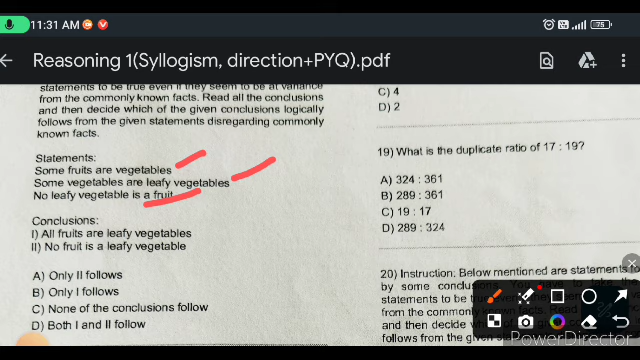 11:31 AM
75
Reasoning 1(Syllogism, direction+PYQ).pdf
statements to be true even if they seem to be at variance
from the commonly known facts. Read all the conclusions
and then decide which of the given conclusions logically
follows from the given statements disregarding commonly
known facts.
Statements:
Some fruits are vegetables
Some vegetables are leafy vegetables
No leafy vegetable is a fruit
Conclusions:
I) All fruits are leafy vegetables
II) No fruit is a leafy vegetable
A) Only II follows
B) Only I follows
C) None of the conclusions follow
D) Both I and II follow
C) 4
D) 2
19) What is the duplicate ratio of 17 : 19?
A) 324 : 361
B) 289 : 361
C) 19 : 17
D) 289 : 324
20) Instruction: Below mentioned are statements
by some
statements to be
from the
and then decide
follows from the given
PowerDirector